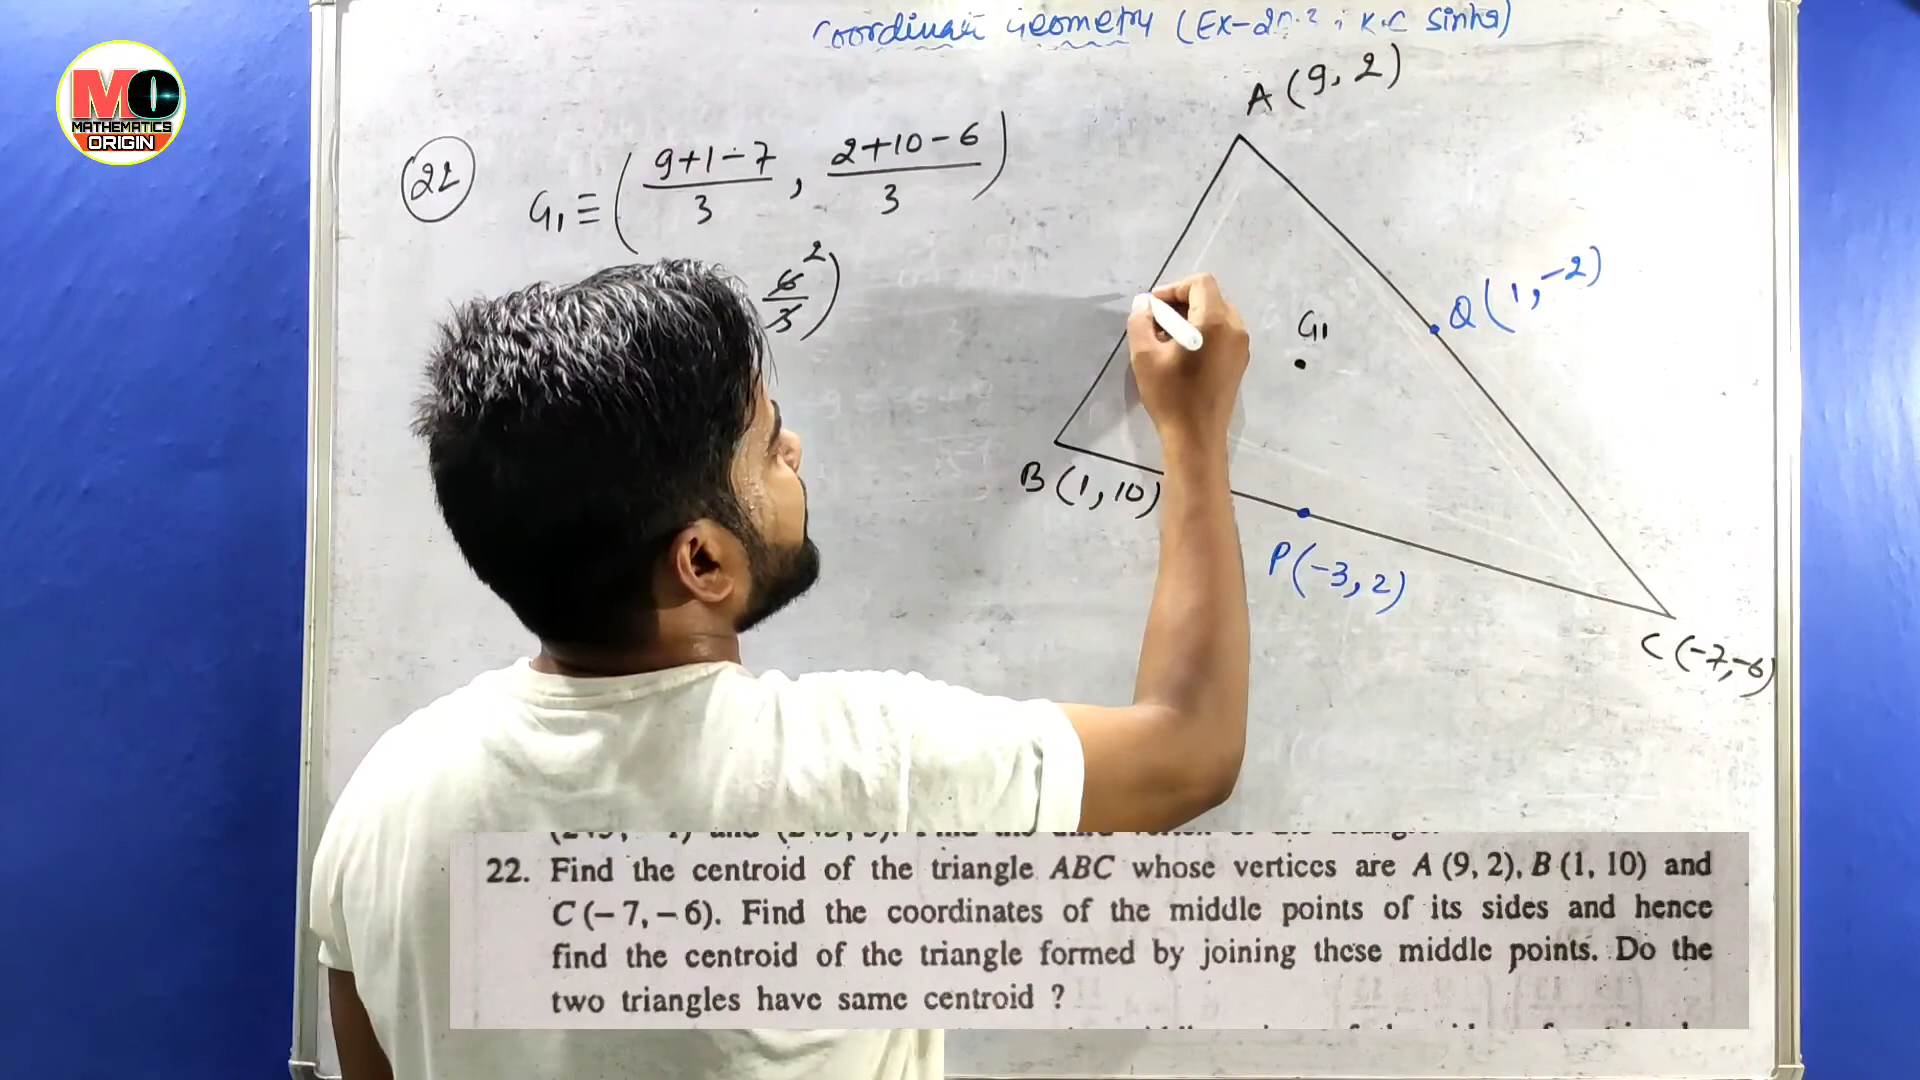 Coordinate Geometry (Ex-20.2 ; K.C Sinha)
MO
MATHEMATICS
ORIGIN
A (9, 2)
22
G₁ ≡ ( 9+1-7 / 3 , 2+10-6 / 3 )
6 / 3 2 )
Q (1, -2)
G₁
B (1, 10)
P (-3, 2)
C (-7, -6)
22. Find the centroid of the triangle ABC whose vertices are A (9, 2), B (1, 10) and
C (– 7, – 6). Find the coordinates of the middle points of its sides and hence
find the centroid of the triangle formed by joining these middle points. Do the
two triangles have same centroid ?